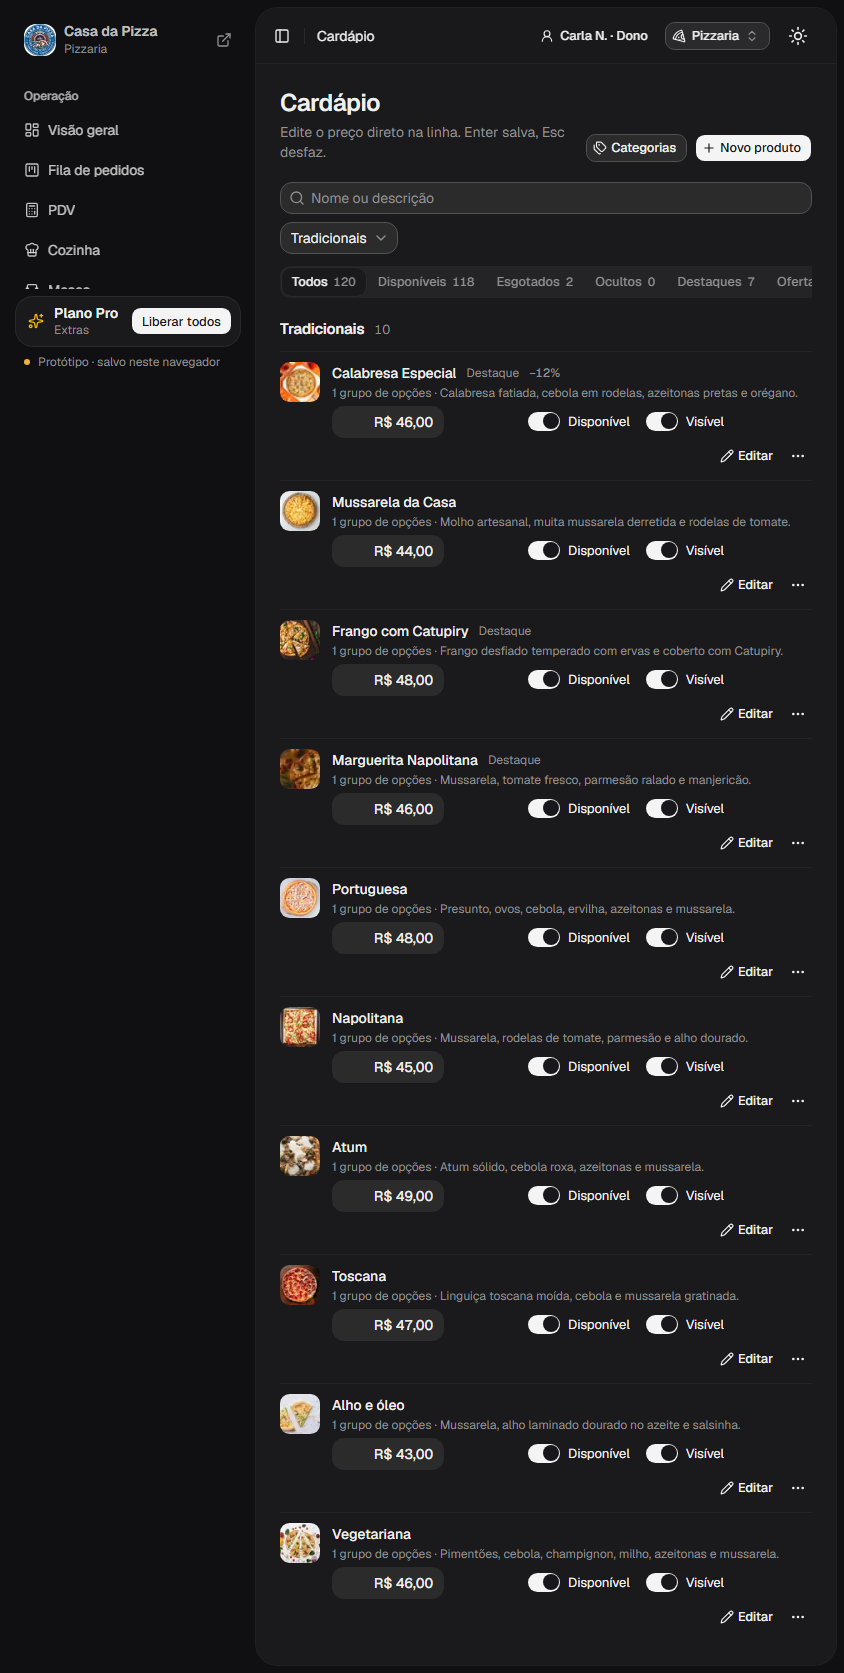 Casa da Pizza
Pizzaria
Operação
Visão geral
Fila de pedidos
PDV
Cozinha
Plano Pro
Extras
Liberar todos
Protótipo · salvo neste navegador
Cardápio
Carla N. · Dono
Pizzaria
Cardápio
Edite o preço direto na linha. Enter salva, Esc
desfaz.
Categorias
Novo produto
Nome ou descrição
Tradicionais
Todos 120 Disponíveis 118 Esgotados 2 Ocultos 0 Destaques 7
Tradicionais 10
Calabresa Especial Destaque −12%
1 grupo de opções · Calabresa fatiada, cebola em rodelas, azeitonas pretas e orégano.
R$ 46,00 Disponível Visível
Editar
Mussarela da Casa
1 grupo de opções · Molho artesanal, muita mussarela derretida e rodelas de tomate.
R$ 44,00 Disponível Visível
Editar
Frango com Catupiry Destaque
1 grupo de opções · Frango desfiado temperado com ervas e coberto com Catupiry.
R$ 48,00 Disponível Visível
Editar
Marguerita Napolitana Destaque
1 grupo de opções · Mussarela, tomate fresco, parmesão ralado e manjericão.
R$ 46,00 Disponível Visível
Editar
Portuguesa
1 grupo de opções · Presunto, ovos, cebola, ervilha, azeitonas e mussarela.
R$ 48,00 Disponível Visível
Editar
Napolitana
1 grupo de opções · Mussarela, rodelas de tomate, parmesão e alho dourado.
R$ 45,00 Disponível Visível
Editar
Atum
1 grupo de opções · Atum sólido, cebola roxa, azeitonas e mussarela.
R$ 49,00 Disponível Visível
Editar
Toscana
1 grupo de opções · Linguiça toscana moída, cebola e mussarela gratinada.
R$ 47,00 Disponível Visível
Editar
Alho e óleo
1 grupo de opções · Mussarela, alho laminado dourado no azeite e salsinha.
R$ 43,00 Disponível Visível
Editar
Vegetariana
1 grupo de opções · Pimentões, cebola, champignon, milho, azeitonas e mussarela.
R$ 46,00 Disponível Visível
Editar